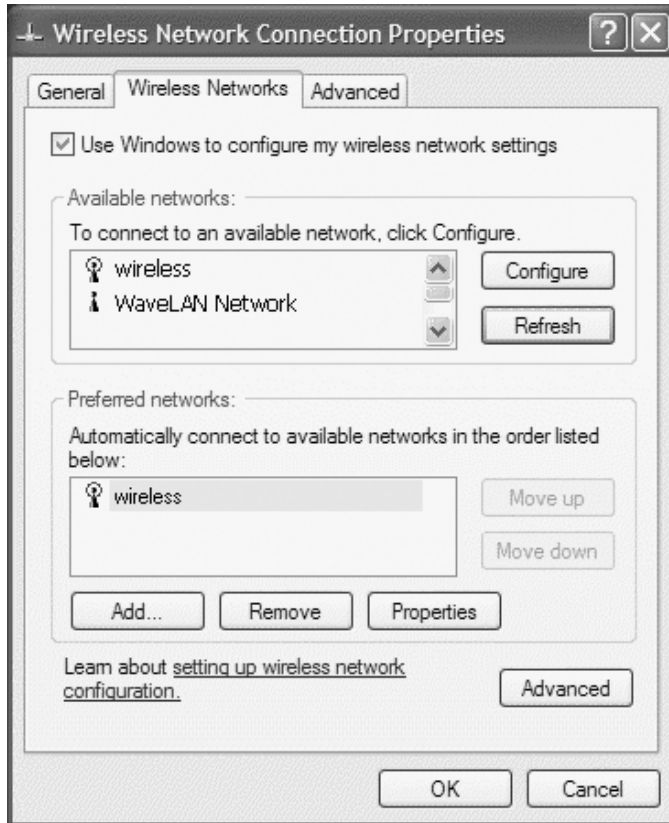 Wireless Network Connection Properties
General Wireless Networks Advanced
Use Windows to configure my wireless network settings
Available networks:
To connect to an available network, click Configure.
wireless
WaveLAN Network
Configure
Refresh
Preferred networks:
Automatically connect to available networks in the order listed
below:
wireless
Move up
Move down
Add... Remove Properties
Learn about setting up wireless network
configuration.
Advanced
OK Cancel